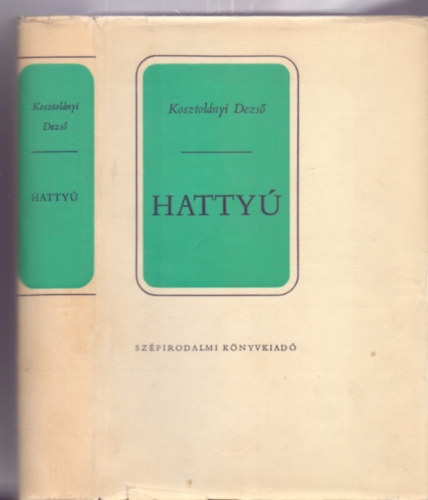 Kosztolányi
Dezső
HATTYÚ
Kosztolányi Dezső
HATTYÚ
SZÉPIRODALMI KÖNYVKIADÓ